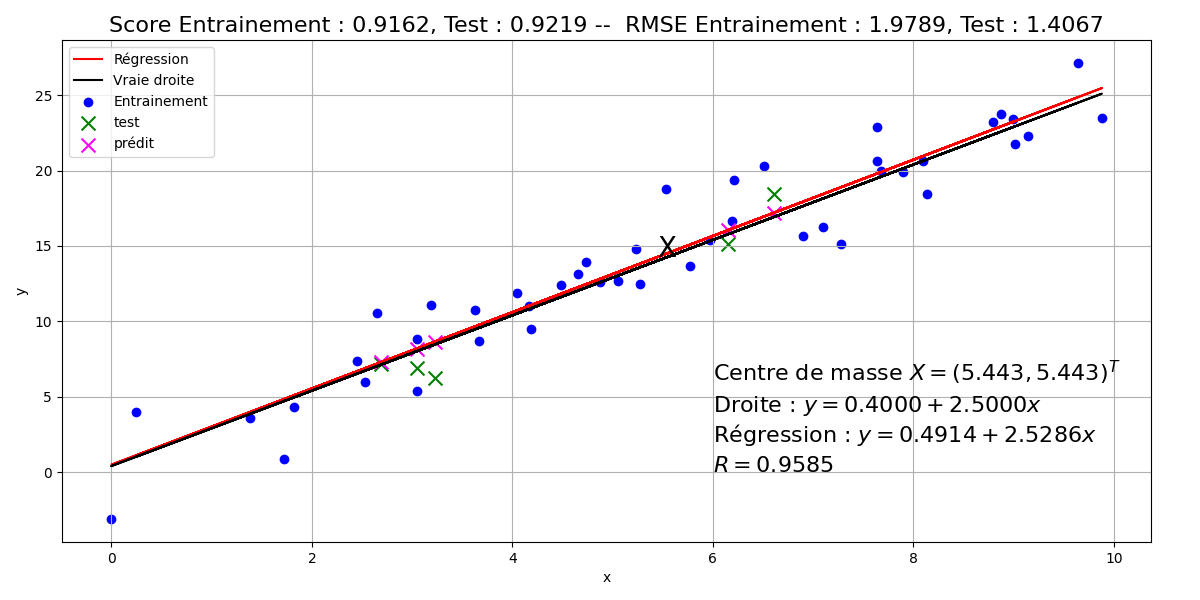 Score Entrainement : 0.9162, Test : 0.9219 --  RMSE Entrainement : 1.9789, Test : 1.4067
Régression
Vraie droite
Entrainement
test
prédit
25
20
15
10
5
0
y
X
Centre de masse X = (5.443, 5.443)^T
Droite : y = 0.4000 + 2.5000x
Régression : y = 0.4914 + 2.5286x
R = 0.9585
0 2 4 6 8 10
x